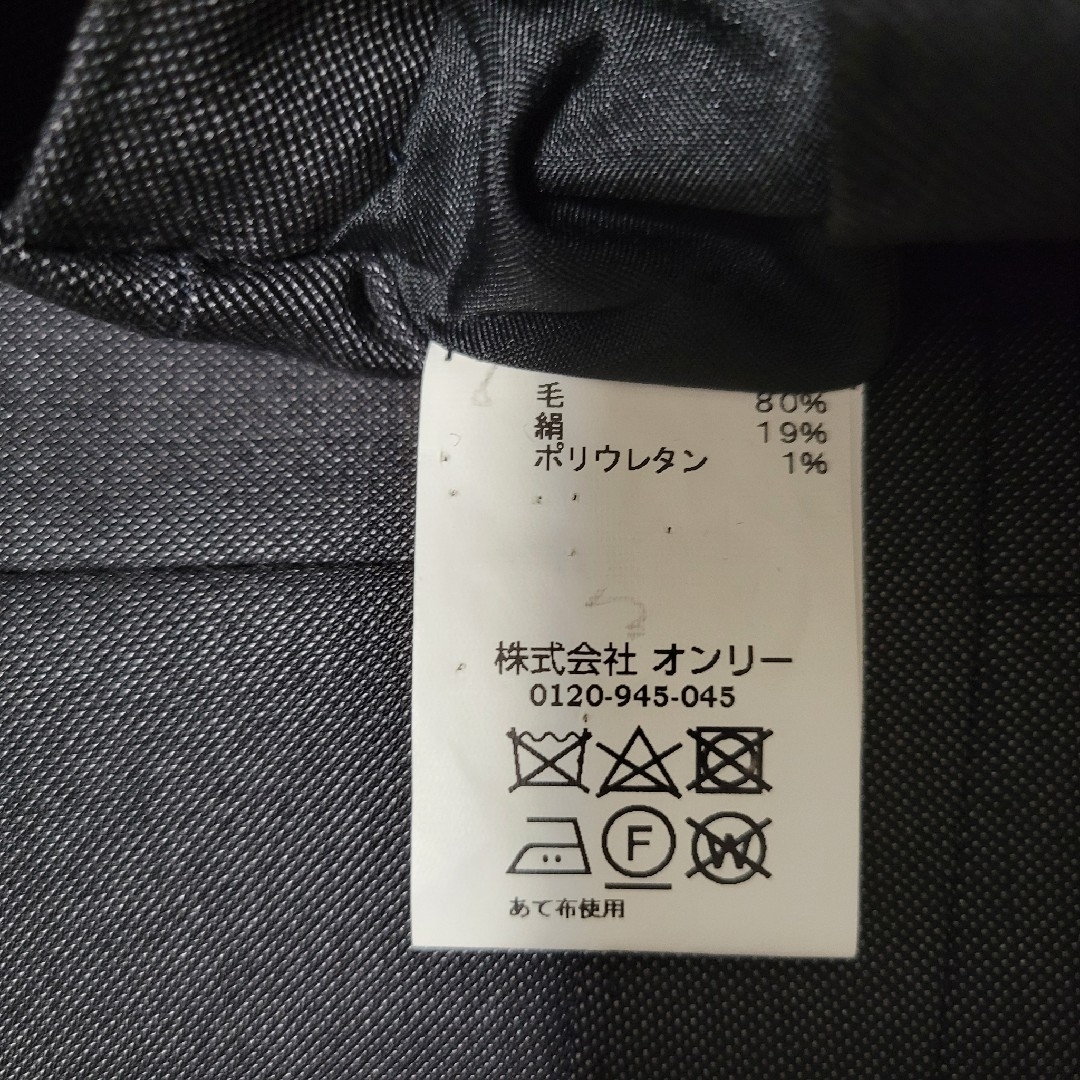 毛 80%
絹 19%
ポリウレタン 1%
株式会社 オンリー
0120-945-045
F
W
あて布使用